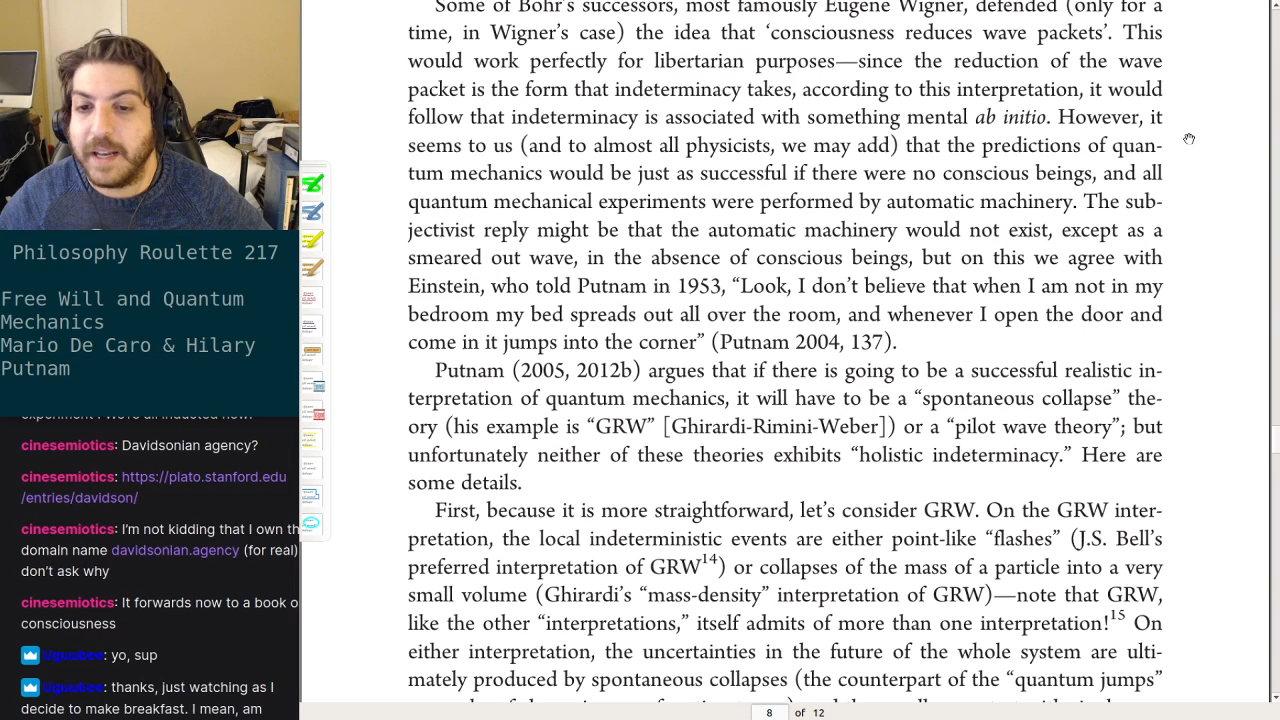 Some of Bohr's successors, most famously Eugene Wigner, defended (only for a
time, in Wigner's case) the idea that 'consciousness reduces wave packets'. This
would work perfectly for libertarian purposes—since the reduction of the wave
packet is the form that indeterminacy takes, according to this interpretation, it would
follow that indeterminacy is associated with something mental ab initio. However, it
seems to us (and to almost all physicists, we may add) that the predictions of quan-
tum mechanics would be just as successful if there were no conscious beings, and all
quantum mechanical experiments were performed by automatic machinery. The sub-
jectivist reply might be that the automatic machinery would not exist, except as a
smeared out wave, in the absence of conscious beings, but on this we agree with
Einstein, who told Putnam in 1953, "Look, I don't believe that when I am not in my
bedroom my bed spreads out all over the room, and whenever I open the door and
come in it jumps into the corner" (Putnam 2004, 137).
Putnam (2005, 2012b) argues that if there is going to be a successful realistic in-
terpretation of quantum mechanics, it will have to be a "spontaneous collapse" the-
ory (his example is "GRW" [Ghirardi-Rimini-Weber]) or a "pilot wave theory"; but
unfortunately neither of these theories exhibits "holistic indeterminacy." Here are
some details.
First, because it is more straightforward, let's consider GRW. On the GRW inter-
pretation, the local indeterministic events are either point-like "flashes" (J.S. Bell's
preferred interpretation of GRW14) or collapses of the mass of a particle into a very
small volume (Ghirardi's "mass-density" interpretation of GRW)—note that GRW,
like the other "interpretations," itself admits of more than one interpretation!15 On
either interpretation, the uncertainties in the future of the whole system are ulti-
mately caused by spontaneous collapses (the counterpart of the "quantum jumps"
8 of 12
Philosophy Roulette 217
Free Will and Quantum
Mechanics
Mario De Caro & Hilary
Putnam
cinesemiotics: Davidsonian agency?
cinesemiotics: https://plato.stanford.edu
/entries/davidson/
cinesemiotics: I'm not kidding that I own th
domain name davidsonian.agency (for real)
don't ask why
cinesemiotics: It forwards now to a book o
consciousness
: yo, sup
: thanks, just watching as I
decide to make breakfast. I mean, am